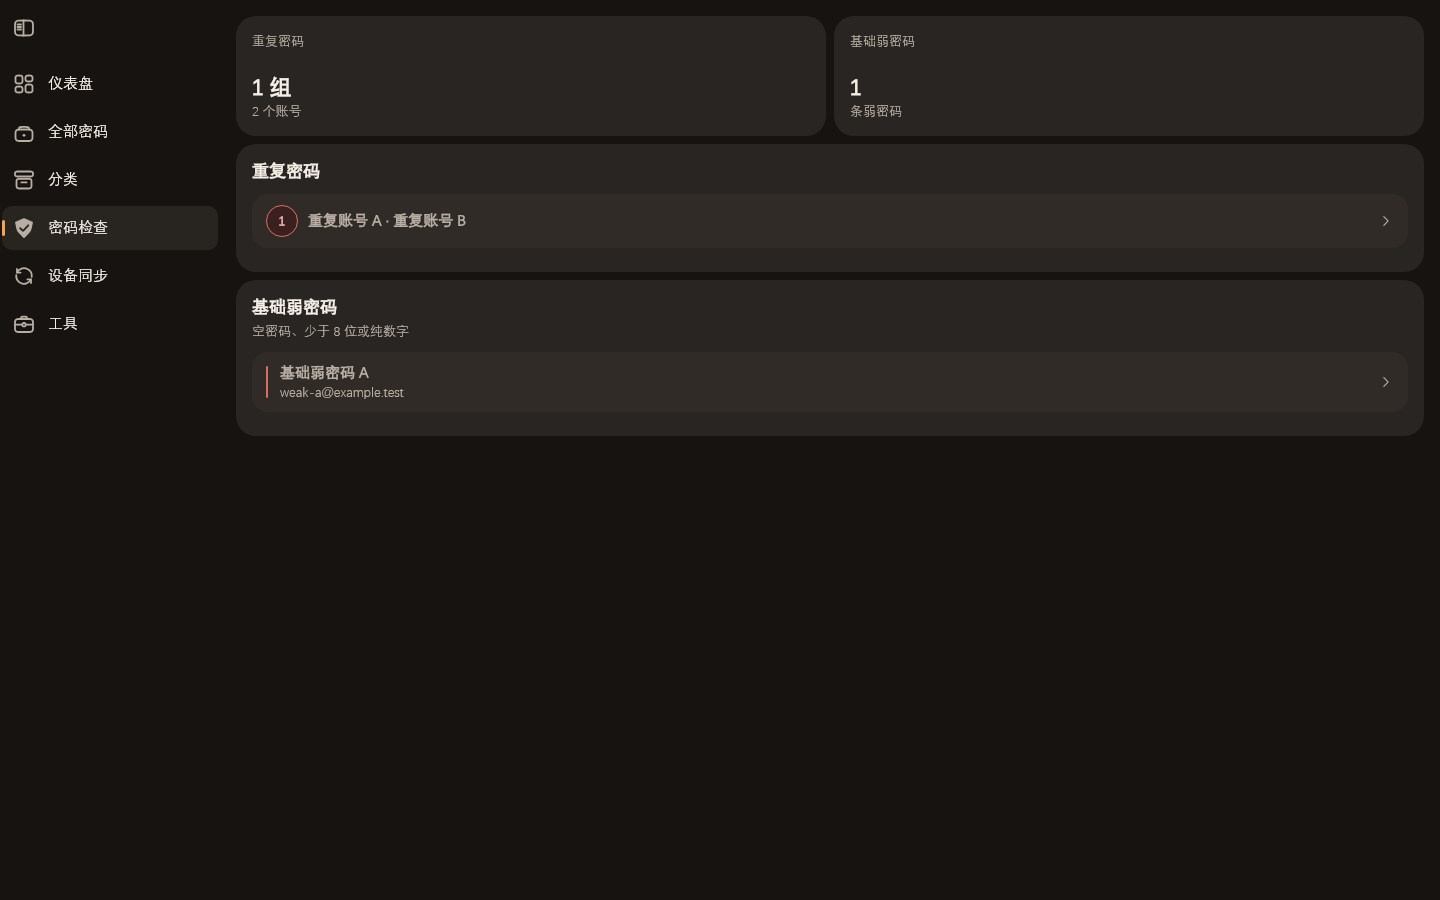 仪表盘
全部密码
分类
密码检查
设备同步
工具
重复密码
1 组
2 个账号
基础弱密码
1
条弱密码
重复密码
1 重复账号 A · 重复账号 B
基础弱密码
空密码、少于 8 位或纯数字
基础弱密码 A
weak-a@example.test